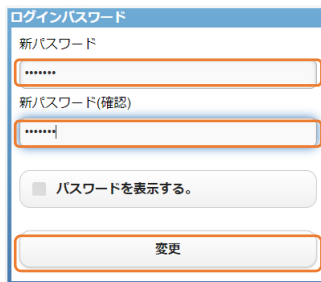 ログインパスワード
新パスワード
•••••••
新パスワード(確認)
•••••••
パスワードを表示する。
変更